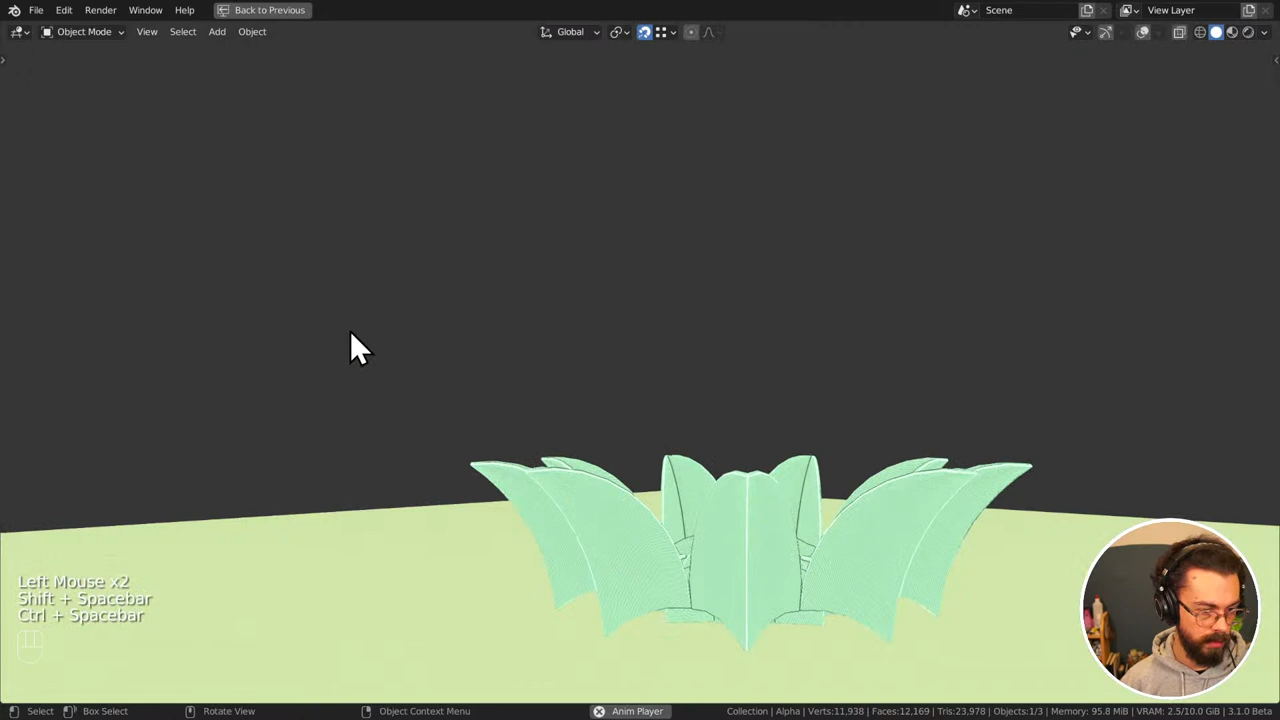 File Edit Render Window Help Back to Previous Scene View Layer
Object Mode View Select Add Object Global
Left Mouse x2
Shift + Spacebar
Ctrl + Spacebar
Select Box Select Rotate View Object Context Menu Anim Player Collection | Alpha | Verts:11,938 | Faces:12,169 | Tris:23,978 | Objects:1/3 | Memory: 95.8 MiB | VRAM: 2.5/10.0 GiB | 3.1.0 Beta